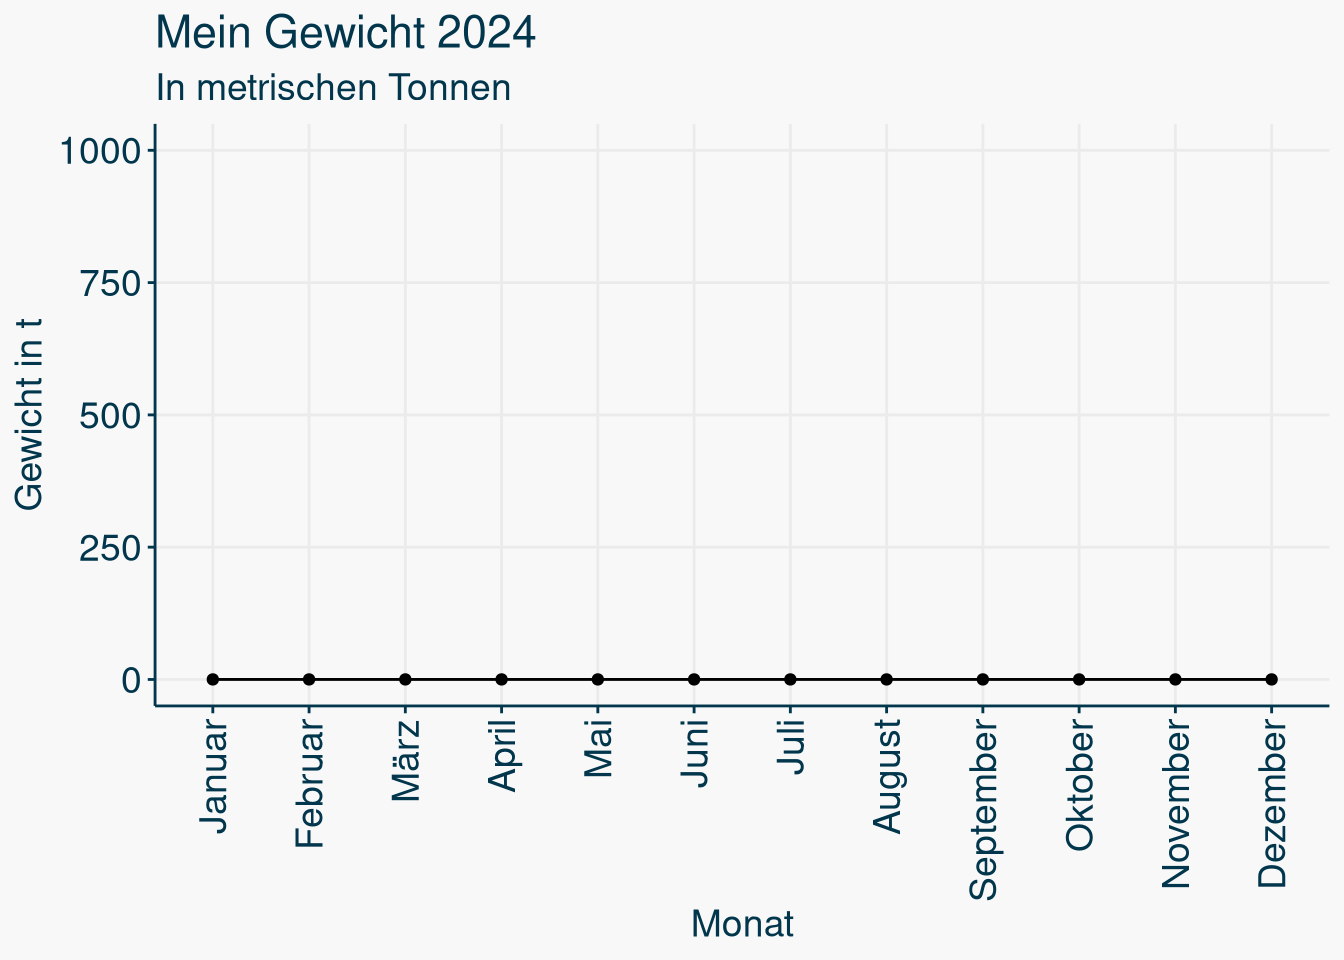 Mein Gewicht 2024
In metrischen Tonnen
1000
750
500
250
0
Gewicht in t
Januar
Februar
März
April
Mai
Juni
Juli
August
September
Oktober
November
Dezember
Monat